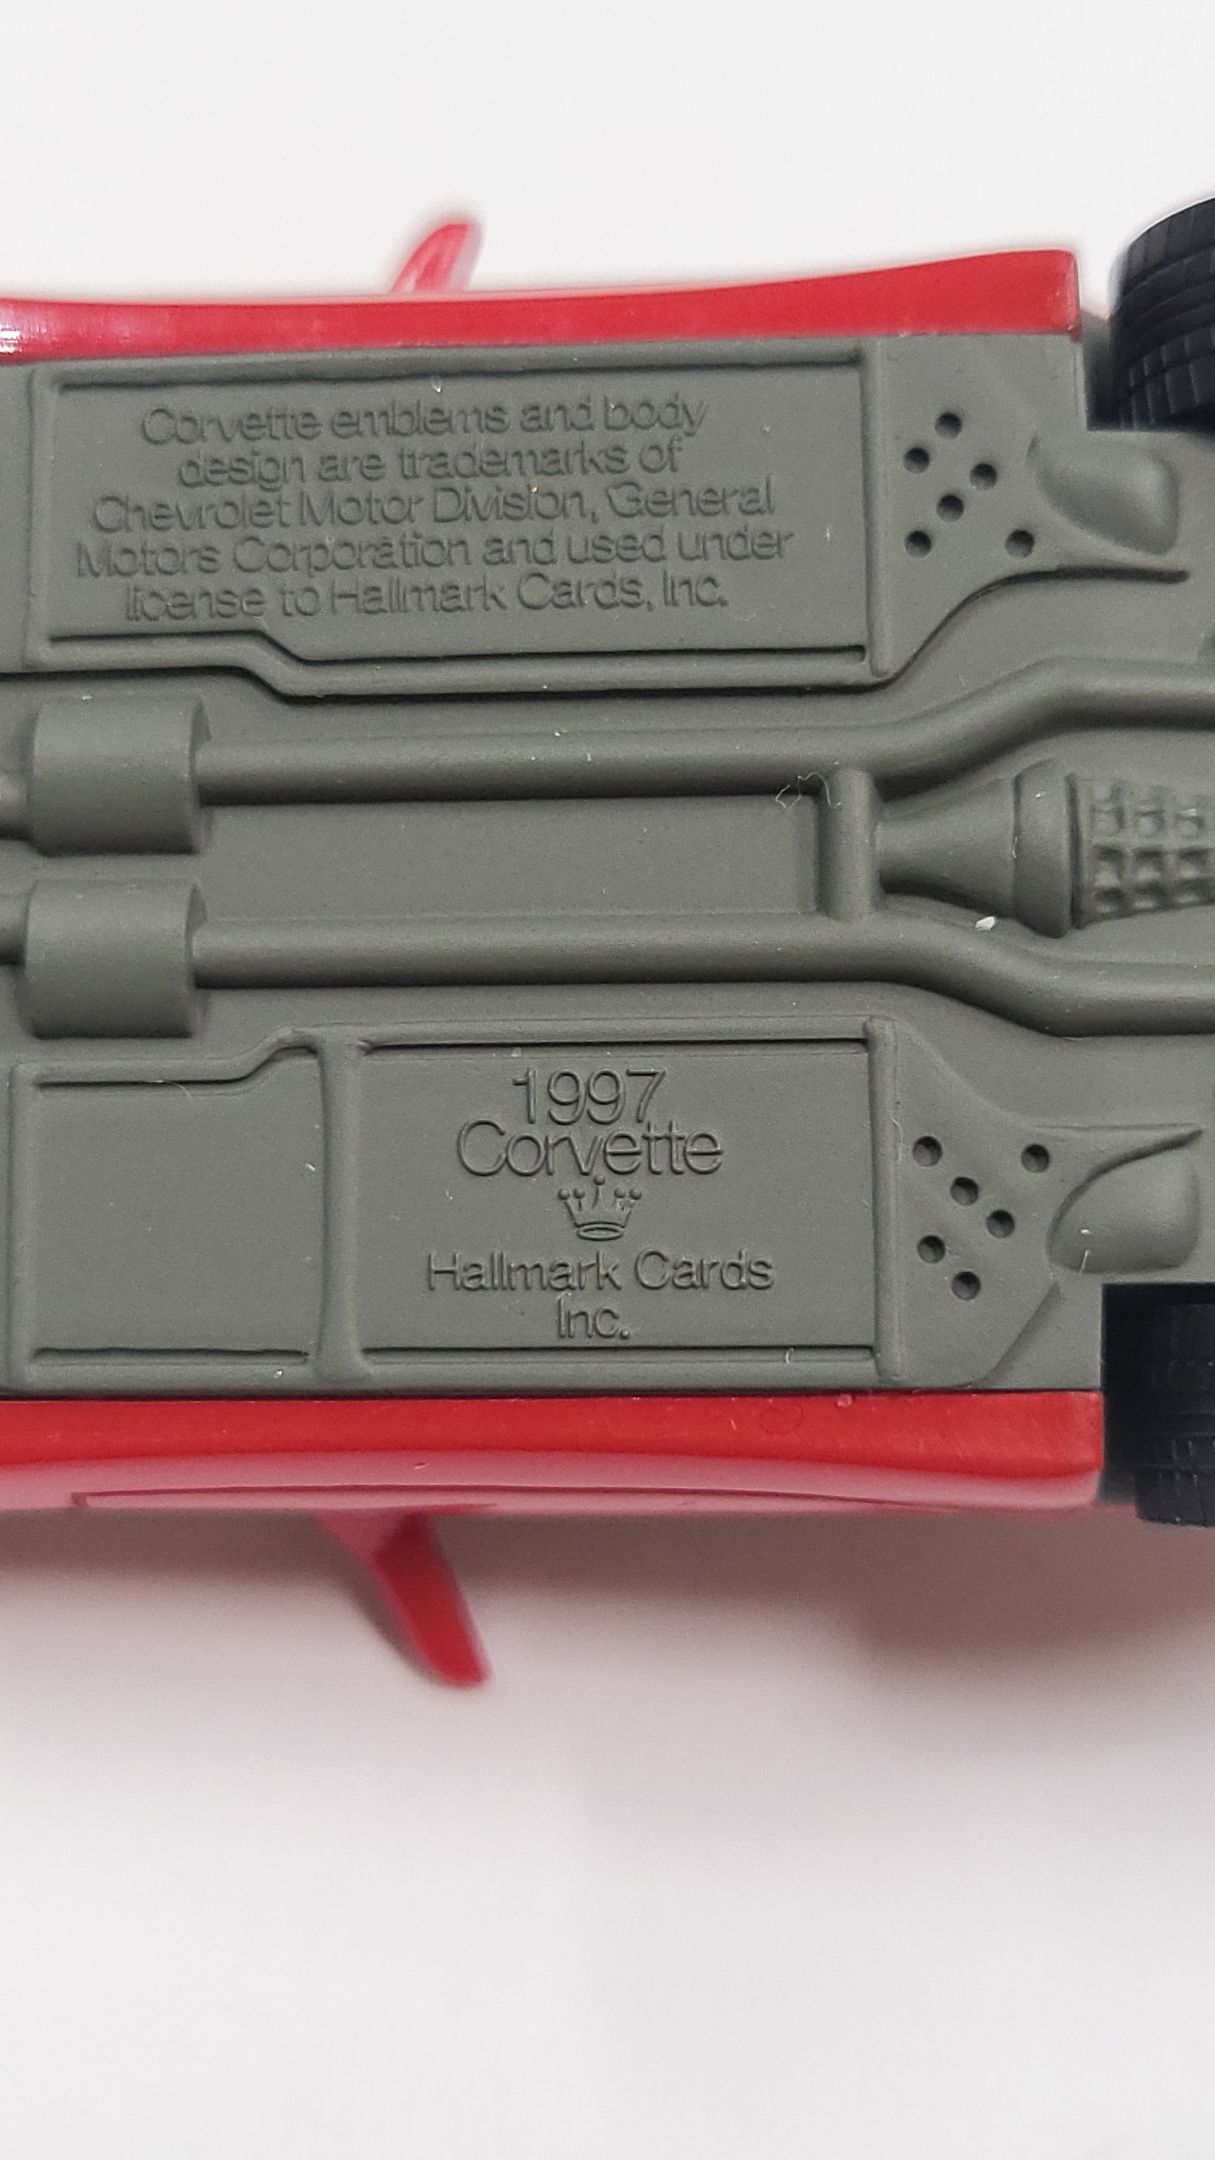 Corvette emblems and body
design are trademarks of
Chevrolet Motor Division, General
Motors Corporation and used under
license to Hallmark Cards, Inc.
1997
Corvette
Hallmark Cards
Inc.